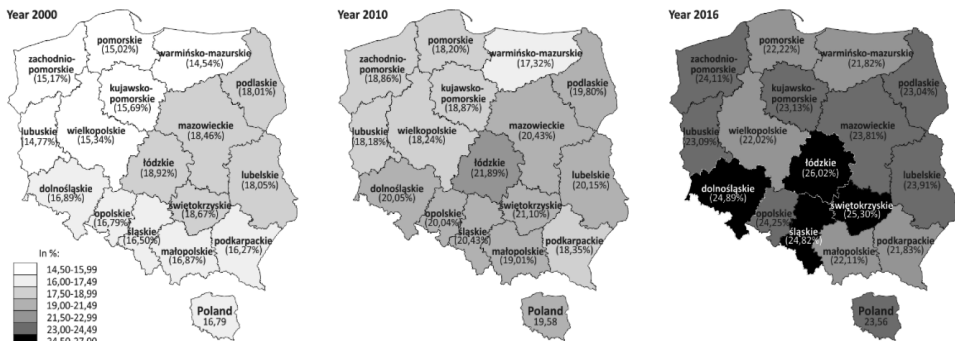 Year 2000
pomorskie
(15,02%)
warmińsko-mazurskie
(14,54%)
zachodnio-
pomorskie
(15,17%)
podlaskie
(18,01%)
kujawsko-
pomorskie
(15,69%)
mazowieckie
(18,46%)
lubuskie
(14,77%)
wielkopolskie
(15,34%)
łódzkie
(18,92%)
lubelskie
(18,05%)
dolnośląskie
(16,89%)
opolskie
(16,79%)
świętokrzyskie
(18,67%)
śląskie
(16,50%)
małopolskie
(16,87%)
podkarpackie
(16,27%)
In %:
14,50-15,99
16,00-17,49
17,50-18,99
19,00-21,49
21,50-22,99
23,00-24,49
24,50-27,00
Poland
16,79
Year 2010
pomorskie
(18,20%)
warmińsko-mazurskie
(17,32%)
zachodnio-
pomorskie
(18,86%)
podlaskie
(19,80%)
kujawsko-
pomorskie
(18,87%)
mazowieckie
(20,43%)
lubuskie
(18,18%)
wielkopolskie
(18,24%)
łódzkie
(21,89%)
lubelskie
(20,15%)
dolnośląskie
(20,05%)
opolskie
(20,04%)
świętokrzyskie
(21,10%)
śląskie
(20,43%)
małopolskie
(19,01%)
podkarpackie
(18,35%)
Poland
19,58
Year 2016
pomorskie
(22,22%)
warmińsko-mazurskie
(21,82%)
zachodnio-
pomorskie
(24,11%)
podlaskie
(23,04%)
kujawsko-
pomorskie
(23,13%)
mazowieckie
(23,81%)
lubuskie
(23,09%)
wielkopolskie
(22,02%)
łódzkie
(26,02%)
lubelskie
(23,91%)
dolnośląskie
(24,89%)
opolskie
(24,25%)
świętokrzyskie
(25,30%)
śląskie
(24,82%)
małopolskie
(22,11%)
podkarpackie
(21,83%)
Poland
23,56